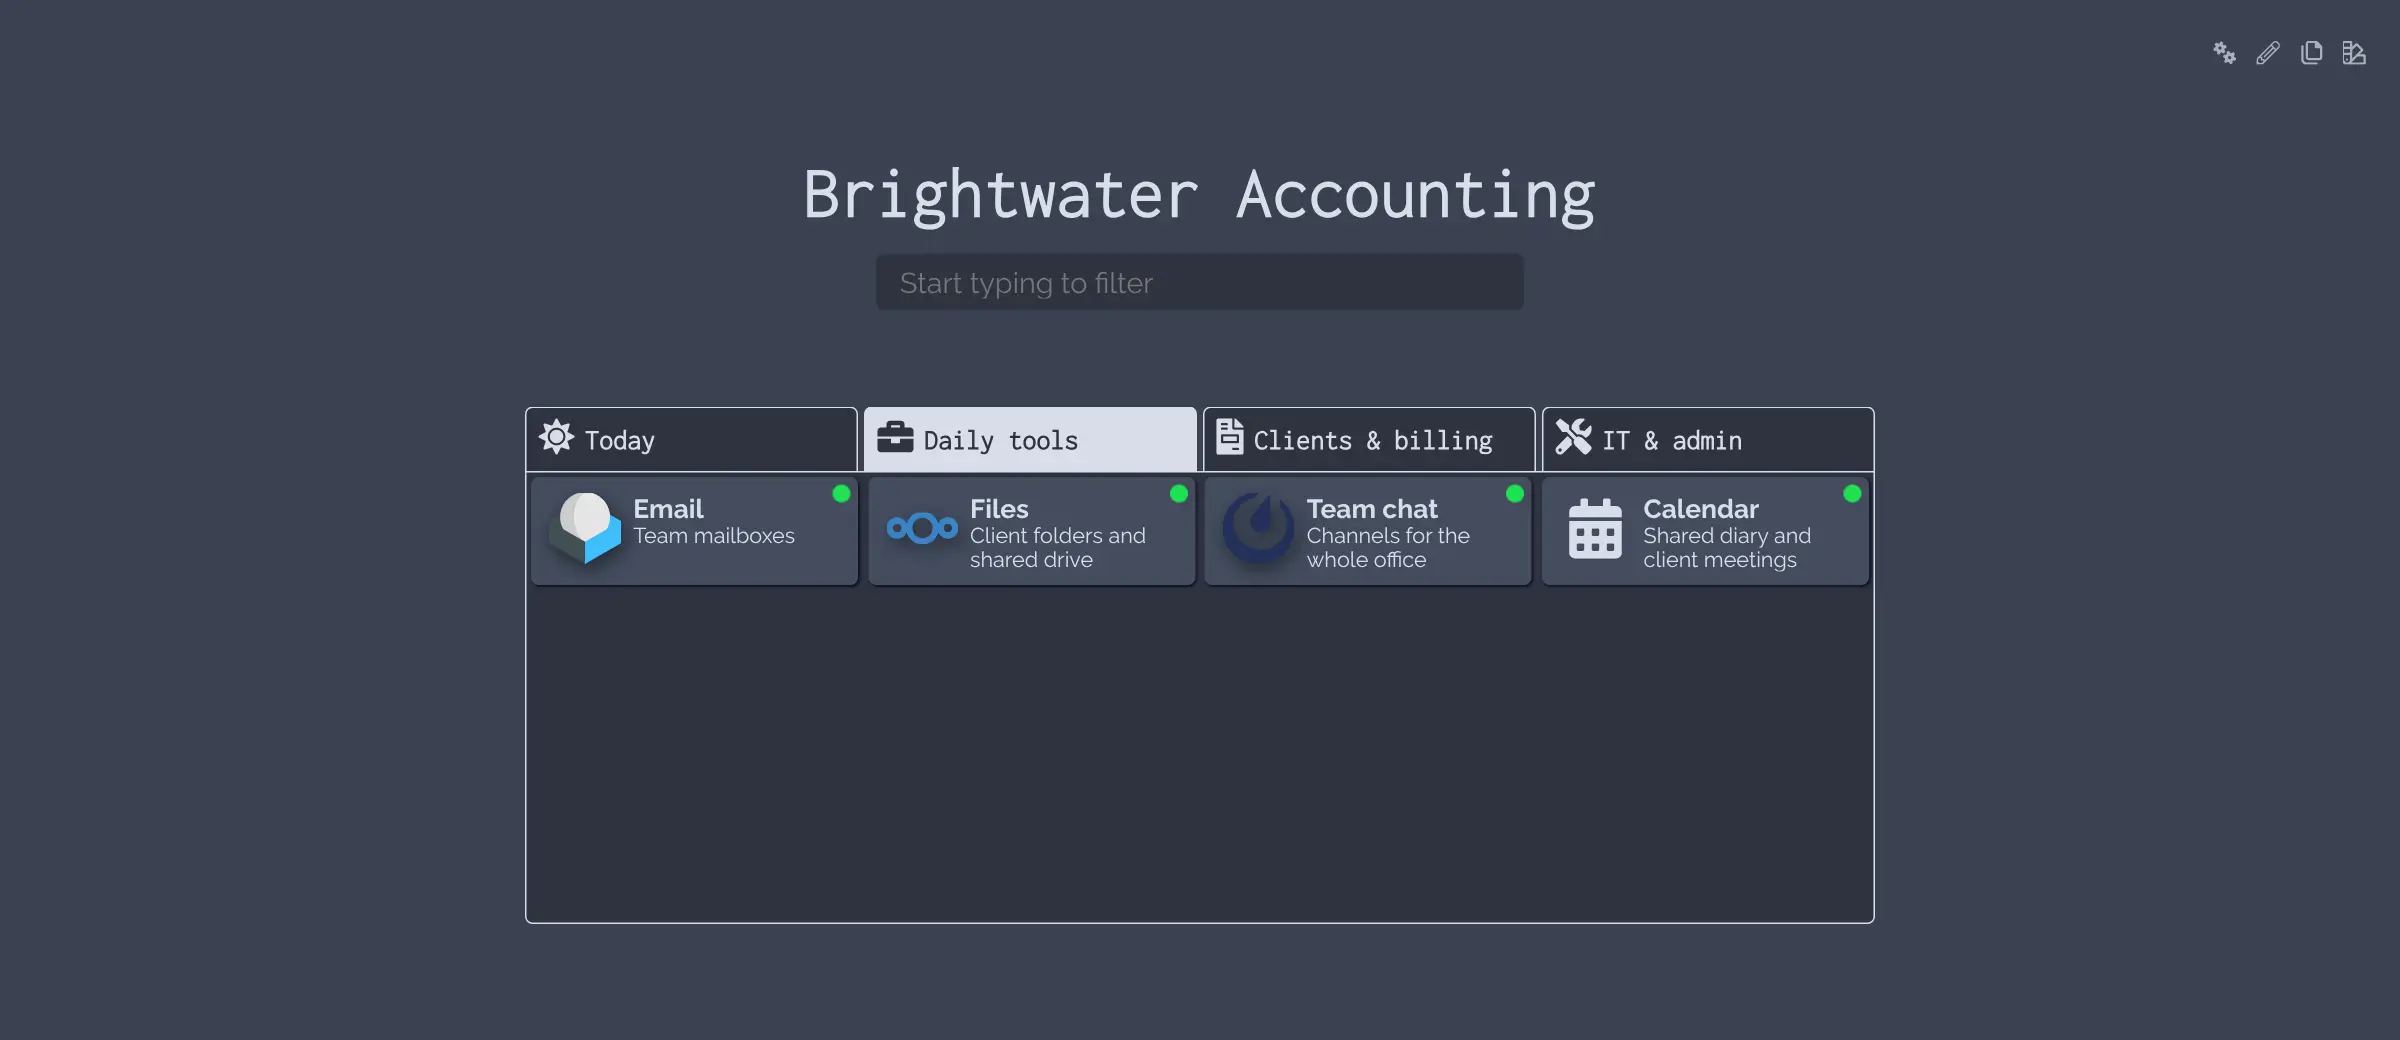 Brightwater Accounting
Start typing to filter
Today
Daily tools
Clients & billing
IT & admin
Email
Team mailboxes
Files
Client folders and
shared drive
Team chat
Channels for the
whole office
Calendar
Shared diary and
client meetings